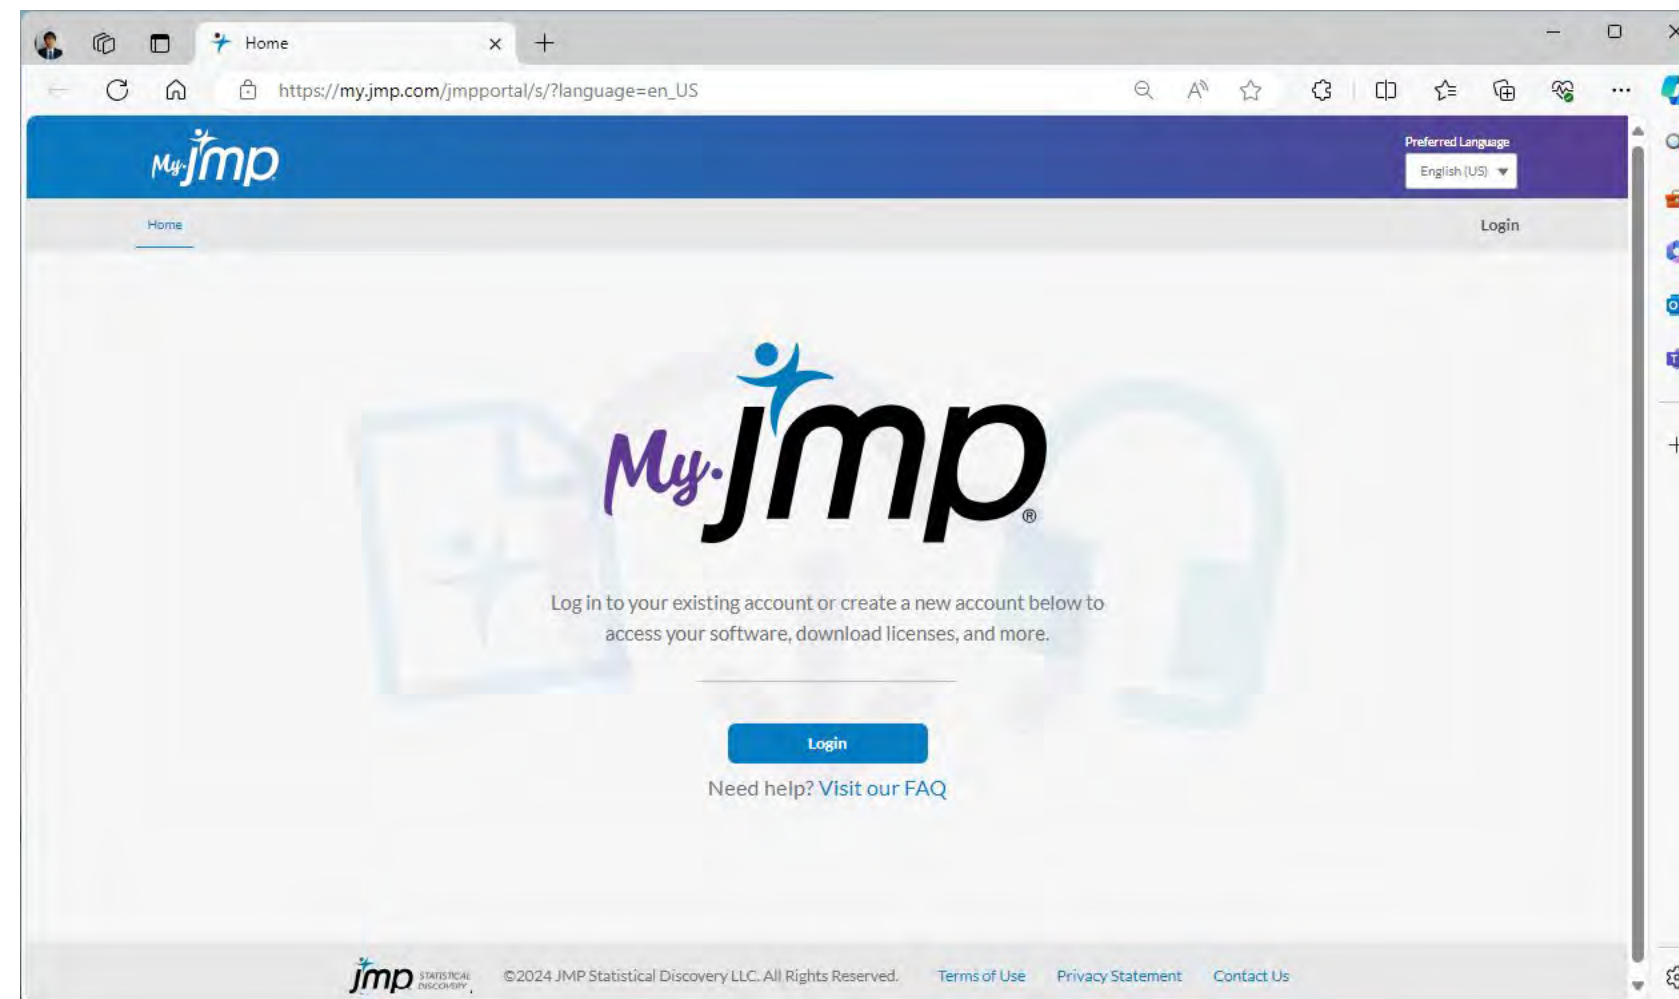 Home
https://my.jmp.com/jmpportal/s/?language=en_US
My.jmp
Preferred Language
English (US)
Home
Login
My.jmp®
Log in to your existing account or create a new account below to
access your software, download licenses, and more.
Login
Need help? Visit our FAQ
jmp STATISTICAL DISCOVERY
©2024 JMP Statistical Discovery LLC. All Rights Reserved. Terms of Use Privacy Statement Contact Us